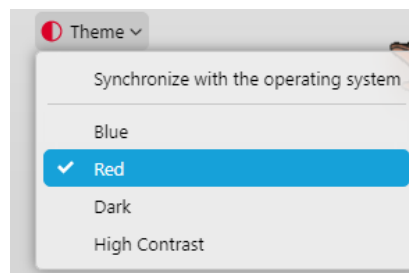 Theme
Synchronize with the operating system
Blue
Red
Dark
High Contrast